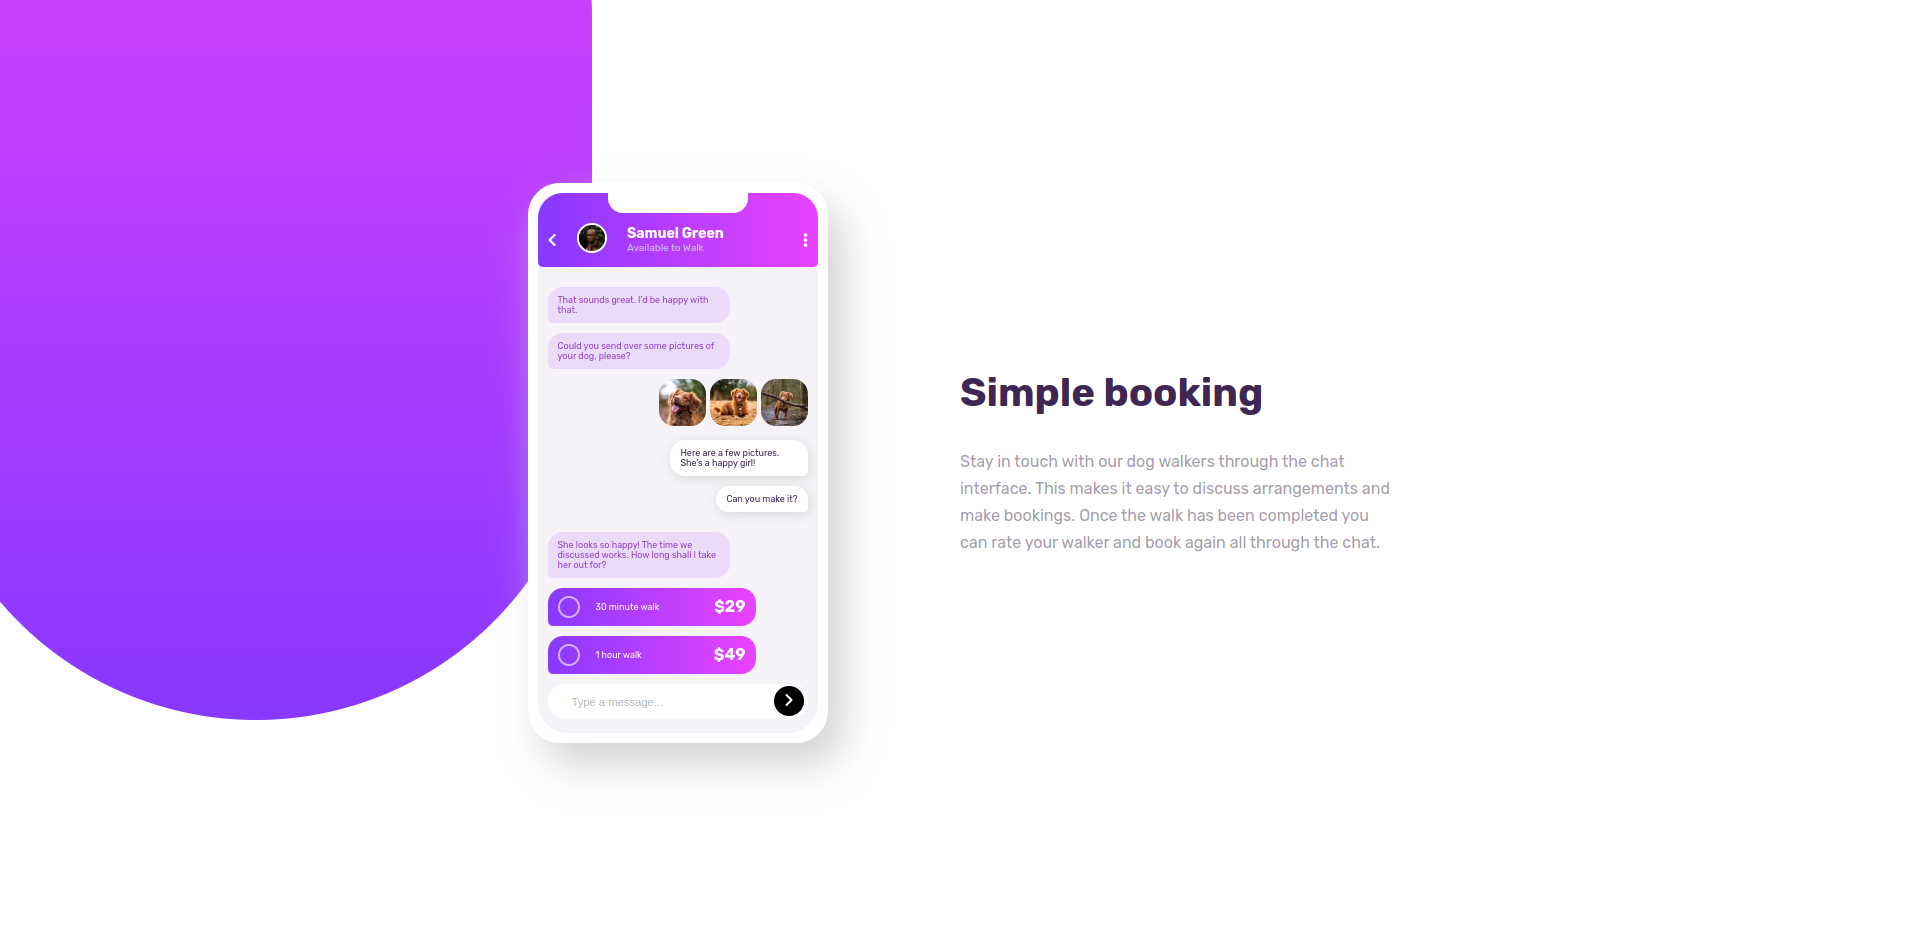 Samuel Green
Available to Walk
That sounds great. I'd be happy with
that.
Could you send over some pictures of
your dog, please?
Here are a few pictures.
She's a happy girl!
Can you make it?
She looks so happy! The time we
discussed works. How long shall I take
her out for?
30 minute walk $29
1 hour walk $49
Type a message...
Simple booking
Stay in touch with our dog walkers through the chat
interface. This makes it easy to discuss arrangements and
make bookings. Once the walk has been completed you
can rate your walker and book again all through the chat.